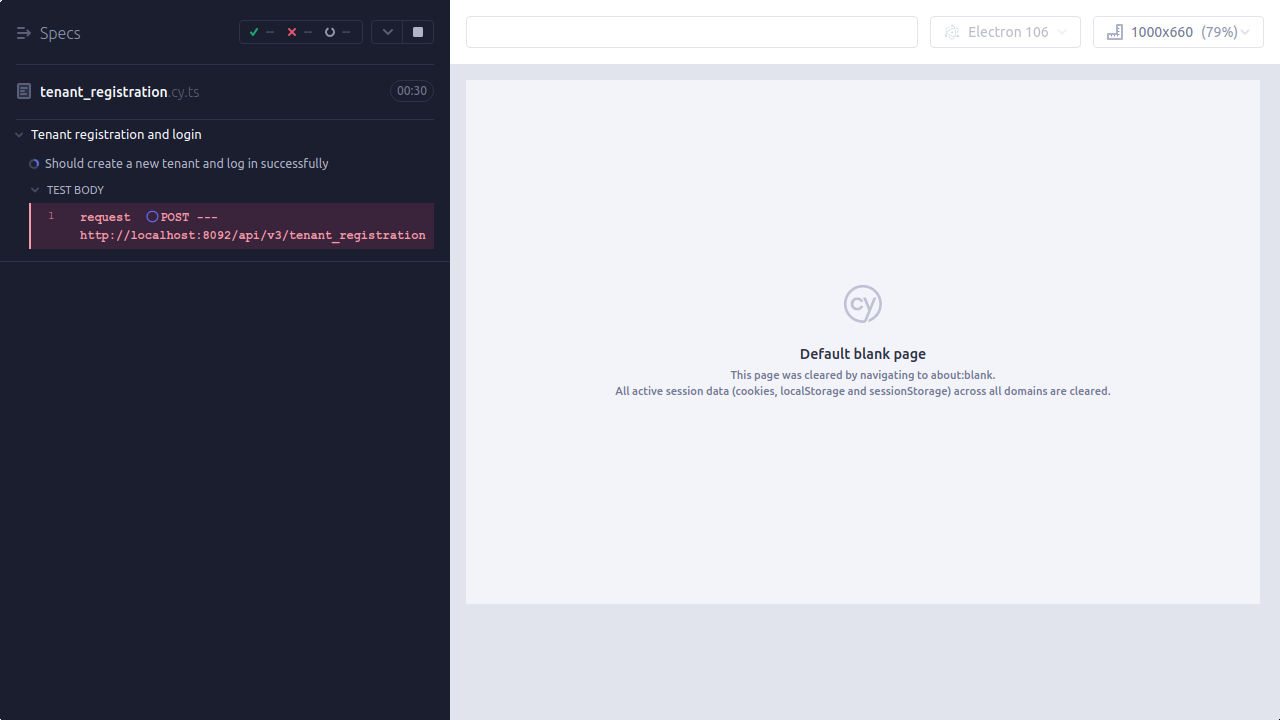 Specs
--
--
--
tenant_registration.cy.ts
00:30
Tenant registration and login
Should create a new tenant and log in successfully
TEST BODY
1 request POST ---
http://localhost:8092/api/v3/tenant_registration
Electron 106
1000x660 (79%)
cy
Default blank page
This page was cleared by navigating to about:blank.
All active session data (cookies, localStorage and sessionStorage) across all domains are cleared.